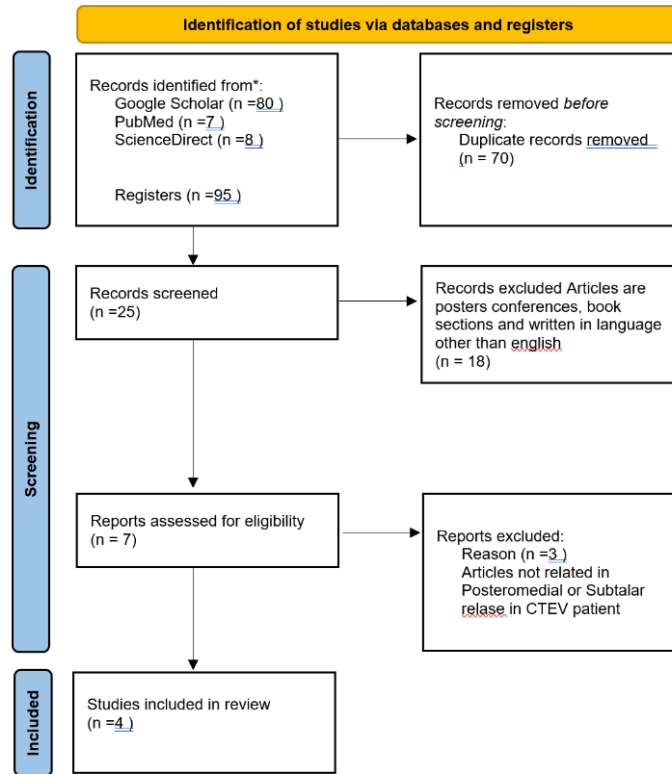 Identification of studies via databases and registers
Identification
Records identified from*:
Google Scholar (n =80 )
PubMed (n =7 )
ScienceDirect (n =8 )
Registers (n =95 )
Records removed before
screening:
Duplicate records removed
(n = 70)
Screening
Records screened
(n =25)
Records excluded Articles are
posters conferences, book
sections and written in language
other than english
(n = 18)
Reports assessed for eligibility
(n = 7)
Reports excluded:
Reason (n =3 )
Articles not related in
Posteromedial or Subtalar
relase in CTEV patient
Included
Studies included in review
(n =4 )